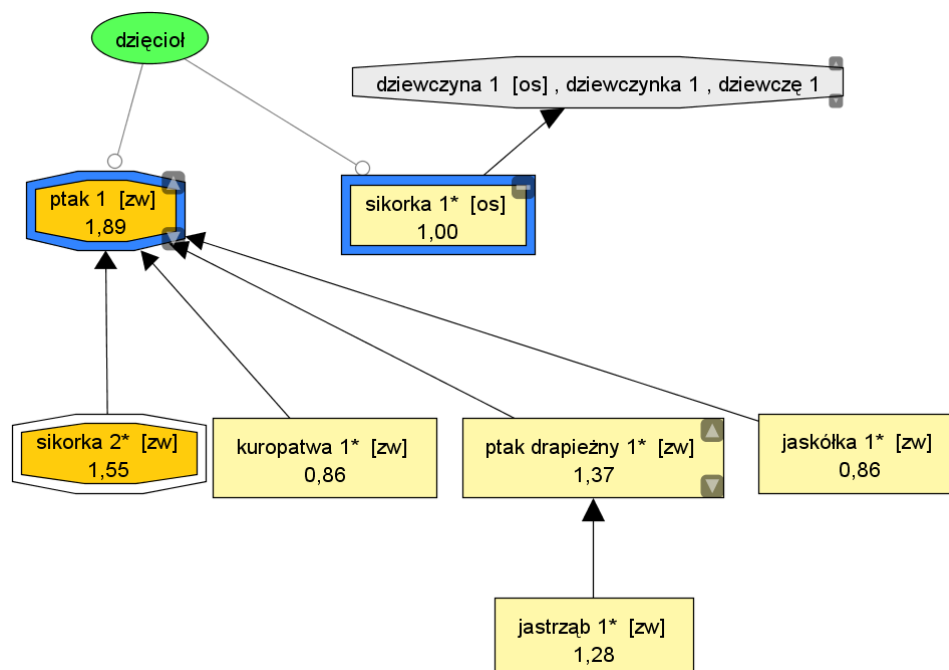 dzięcioł
dziewczyna 1 [os] , dziewczynka 1 , dziewczę 1
ptak 1 [zw]
1,89
sikorka 1* [os]
1,00
sikorka 2* [zw]
1,55
kuropatwa 1* [zw]
0,86
ptak drapieżny 1* [zw]
1,37
jaskółka 1* [zw]
0,86
jastrząb 1* [zw]
1,28